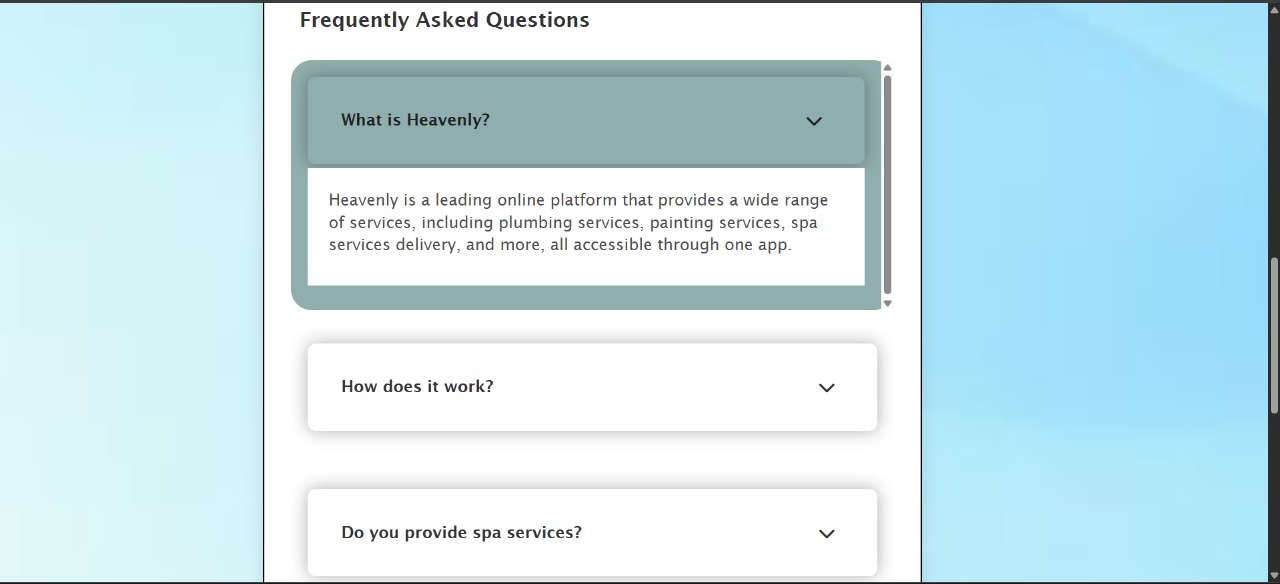 Frequently Asked Questions
What is Heavenly?
Heavenly is a leading online platform that provides a wide range
of services, including plumbing services, painting services, spa
services delivery, and more, all accessible through one app.
How does it work?
Do you provide spa services?